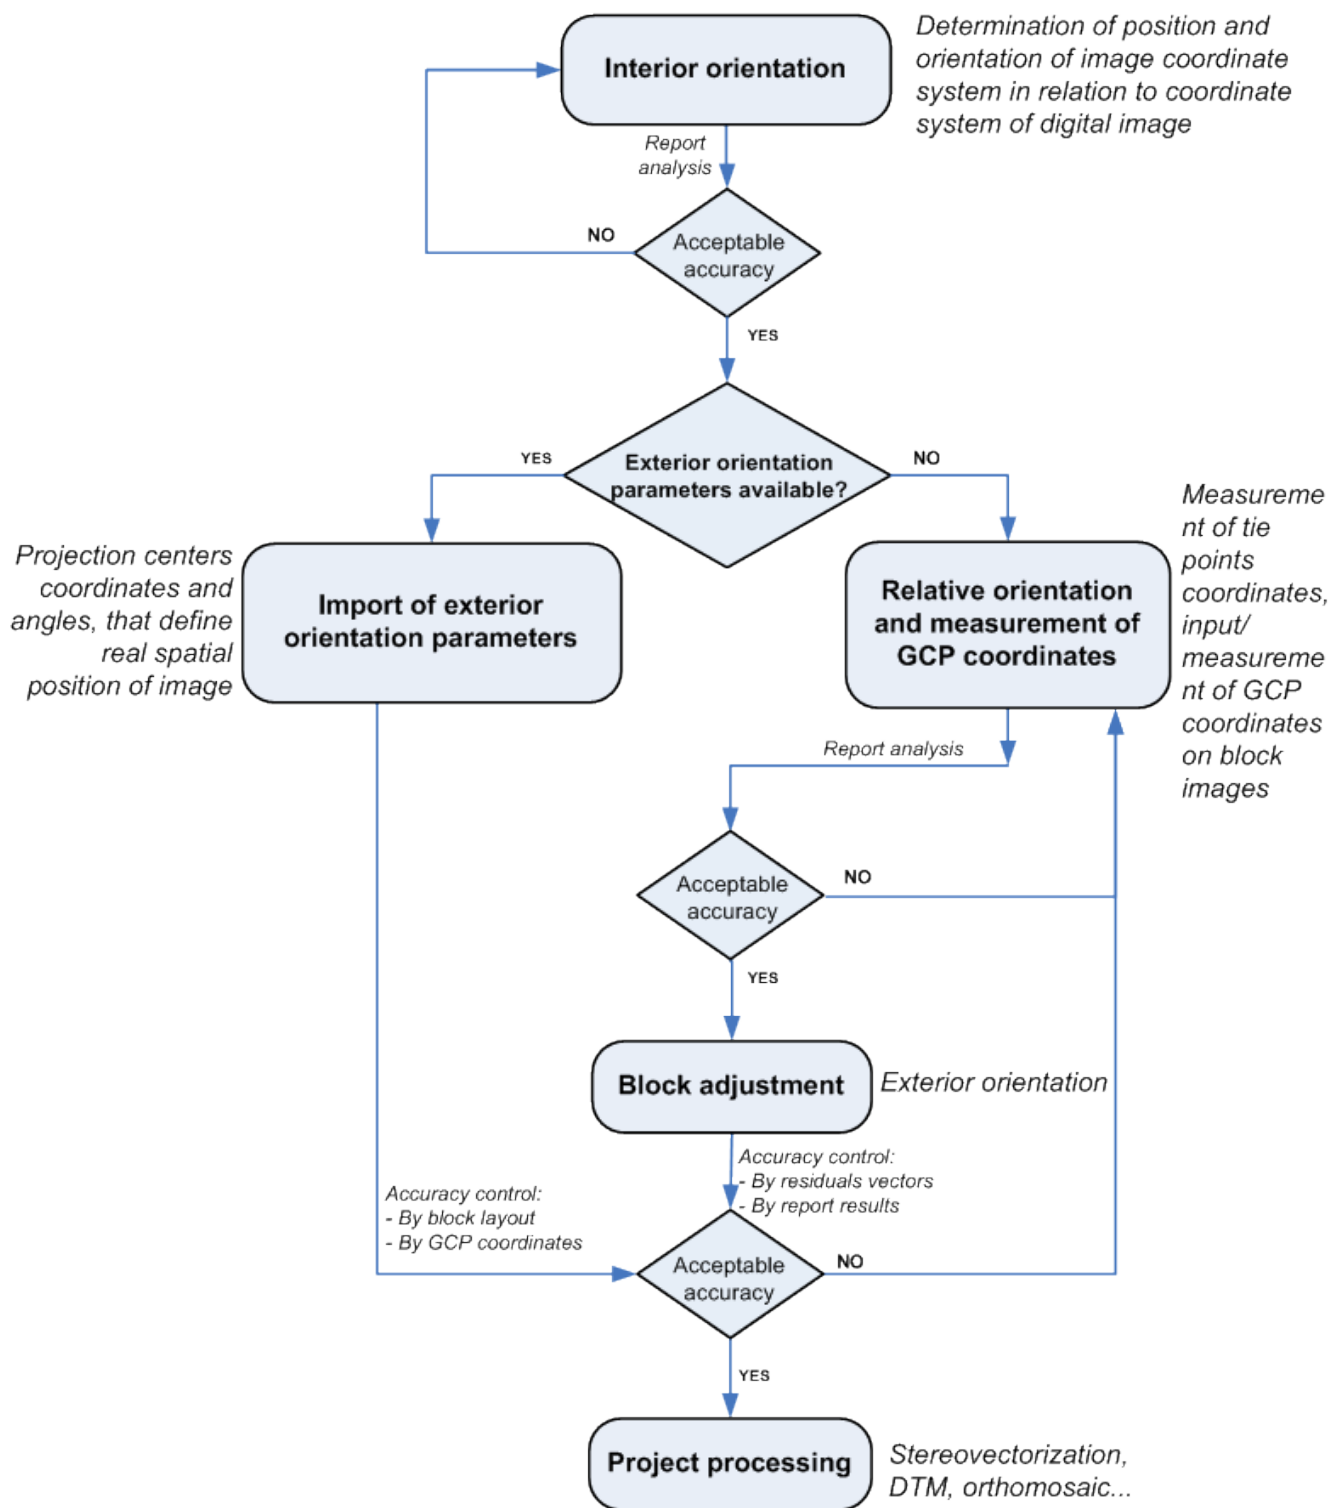 Interior orientation
Determination of position and
orientation of image coordinate
system in relation to coordinate
system of digital image
Report
analysis
NO
Acceptable
accuracy
YES
YES
Exterior orientation
parameters available?
NO
Projection centers
coordinates and
angles, that define
real spatial
position of image
Import of exterior
orientation parameters
Relative orientation
and measurement of
GCP coordinates
Measureme
nt of tie
points
coordinates,
input/
measureme
nt of GCP
coordinates
on block
images
Report analysis
Acceptable
accuracy
NO
YES
Block adjustment
Exterior orientation
Accuracy control:
- By residuals vectors
- By report results
Accuracy control:
- By block layout
- By GCP coordinates
Acceptable
accuracy
NO
YES
Project processing
Stereovectorization,
DTM, orthomosaic...